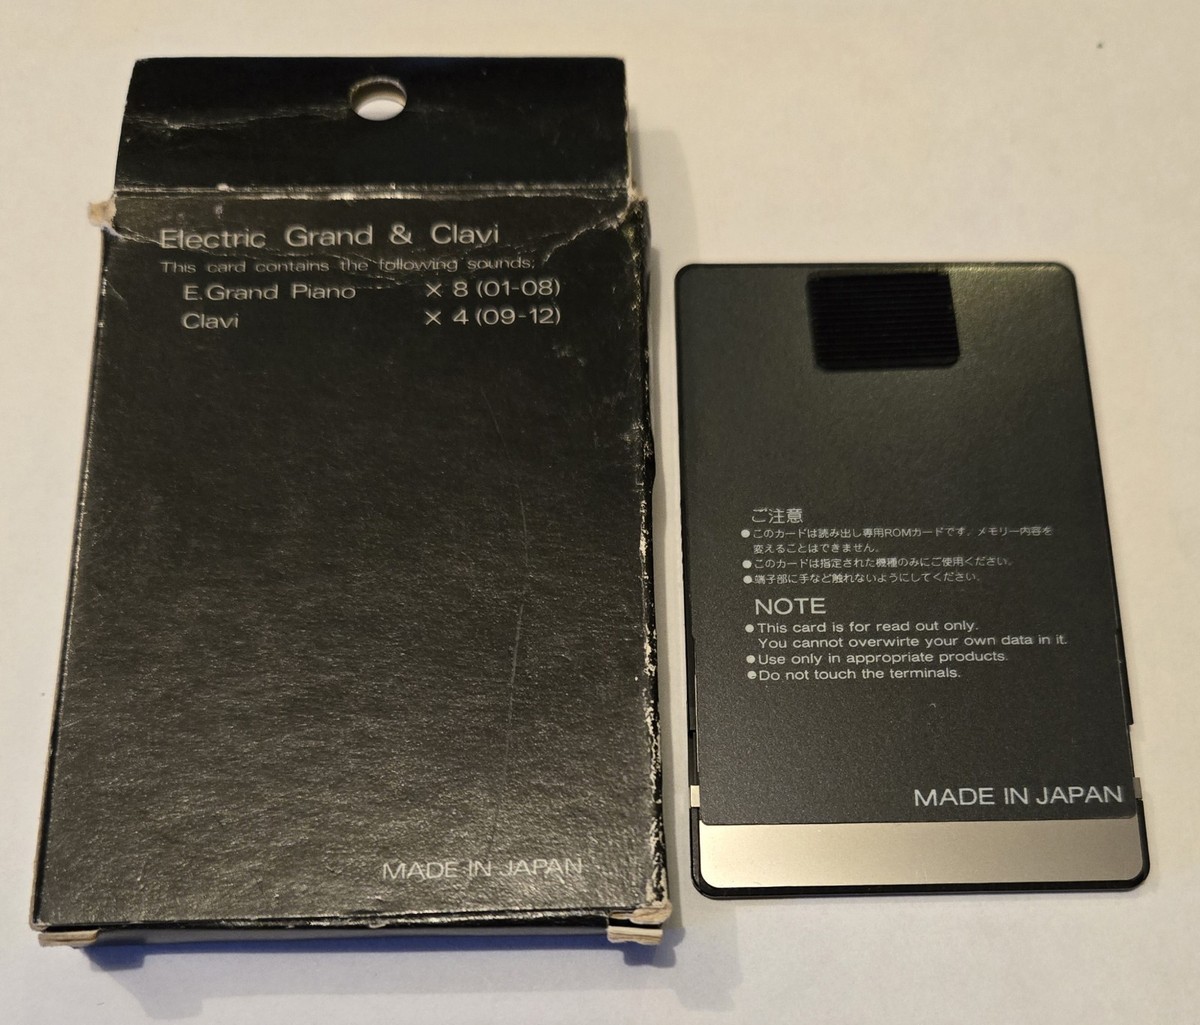 Electric Grand & Clavi
This card contains the following sounds;
E.Grand Piano × 8 (01-08)
Clavi × 4 (09-12)
MADE IN JAPAN
ご注意
●このカードは読み出し専用ROMカードです。メモリー内容を
変えることはできません。
●このカードは指定された機種のみにご使用ください。
●端子部に手など触れないようにしてください。
NOTE
●This card is for read out only.
You cannot overwirte your own data in it.
●Use only in appropriate products.
●Do not touch the terminals.
MADE IN JAPAN